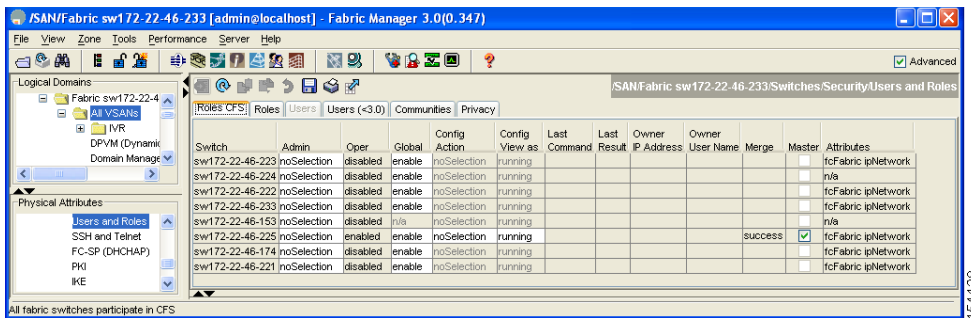 /SAN/Fabric sw172-22-46-233 [admin@localhost] - Fabric Manager 3.0(0.347)
File View Zone Tools Performance Server Help
Advanced
Logical Domains
Fabric sw172-22-4
All VSANs
IVR
DPVM (Dynamic
Domain Manage
Physical Attributes
Users and Roles
SSH and Telnet
FC-SP (DHCHAP)
PKI
IKE
/SAN/Fabric sw172-22-46-233/Switches/Security/Users and Roles
Roles CFS Roles Users Users (<3.0) Communities Privacy
Switch Admin Oper Global Config Action Config View as Last Command Last Result Owner IP Address Owner User Name Merge Master Attributes
sw172-22-46-223 noSelection disabled enable noSelection running fcFabric ipNetwork
sw172-22-46-224 noSelection disabled enable noSelection running n/a
sw172-22-46-222 noSelection disabled enable noSelection running fcFabric ipNetwork
sw172-22-46-233 noSelection disabled enable noSelection running fcFabric ipNetwork
sw172-22-46-153 noSelection disabled n/a noSelection running n/a
sw172-22-46-225 noSelection enabled enable noSelection running success fcFabric ipNetwork
sw172-22-46-174 noSelection disabled enable noSelection running fcFabric ipNetwork
sw172-22-46-221 noSelection disabled enable noSelection running fcFabric ipNetwork
All fabric switches participate in CFS